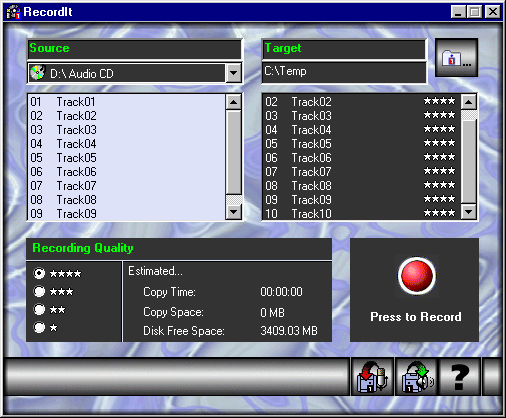 RecordIt
Source
D:\ Audio CD
Target
C:\Temp
...
01 Track01
02 Track02
03 Track03
04 Track04
05 Track05
06 Track06
07 Track07
08 Track08
09 Track09
02 Track02 ****
03 Track03 ****
04 Track04 ****
05 Track05 ****
06 Track06 ****
07 Track07 ****
08 Track08 ****
09 Track09 ****
10 Track10 ****
Recording Quality
****
***
**
*
Estimated...
Copy Time: 00:00:00
Copy Space: 0 MB
Disk Free Space: 3409.03 MB
Press to Record
?